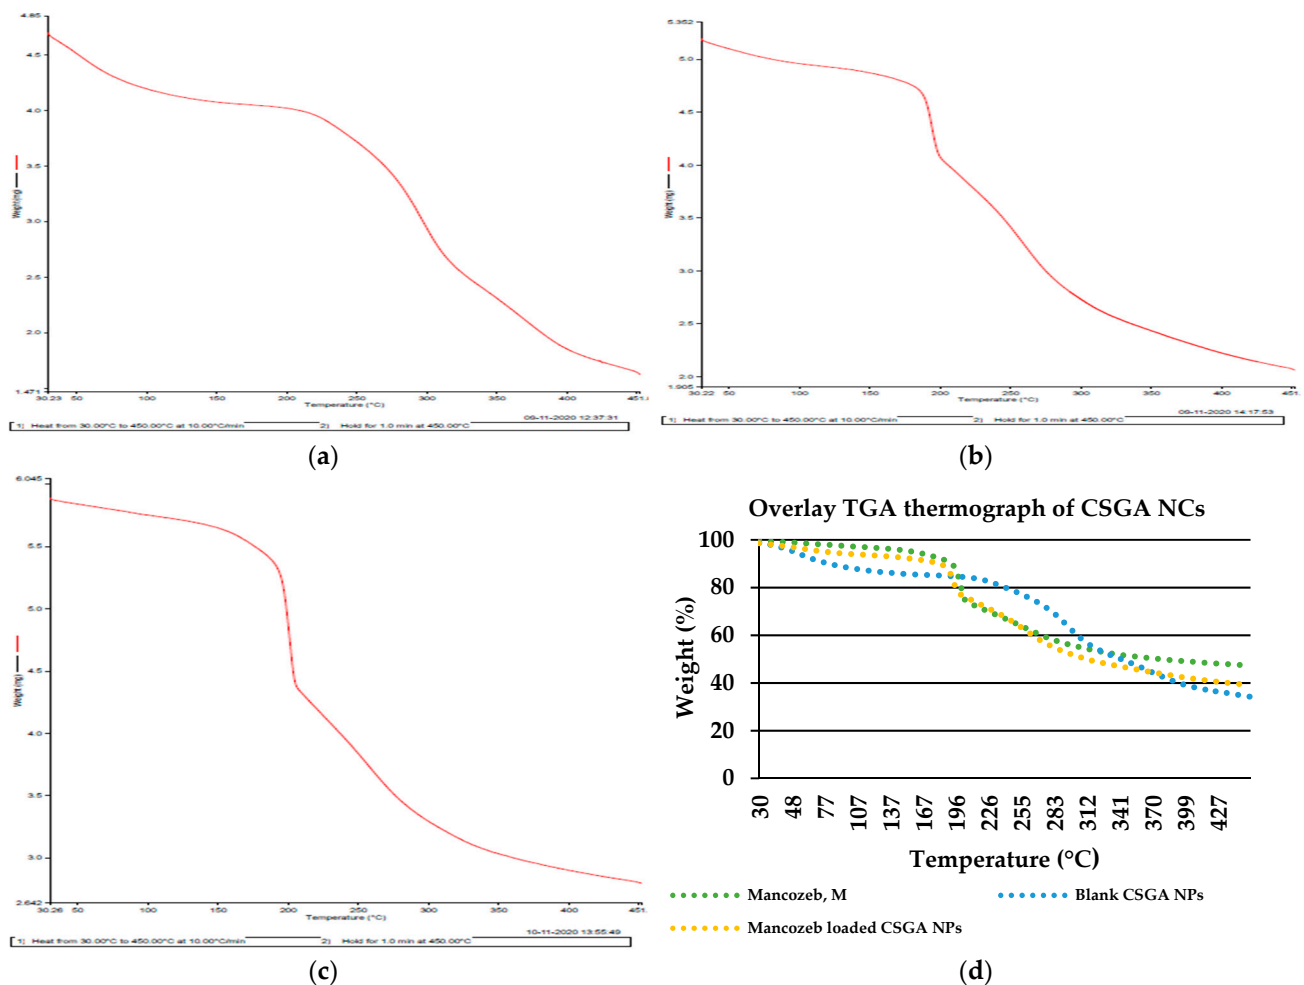 4.85
4.5
4.0
3.5
3.0
2.5
2.0
1.471
Weight (mg)
30.23 50 100 150 200 250 300 350 400
Temperature (°C)
09-11-2020 12:37:31
1) Heat from 30.00°C to 450.00°C at 10.00°C/min 2) Hold for 1.0 min at 450.00°C
(a)
5.352
5.0
4.5
4.0
3.5
3.0
2.5
2.0
1.905
Weight (mg)
30.22 50 100 150 200 250 300 350 400 451.
Temperature (°C)
09-11-2020 14:17:53
1) Heat from 30.00°C to 450.00°C at 10.00°C/min 2) Hold for 1.0 min at 450.00°C
(b)
6.045
5.5
5.0
4.5
4.0
3.5
3.0
2.642
Weight (mg)
30.26 50 100 150 200 250 300 350 400 451.
Temperature (°C)
10-11-2020 13:55:49
1) Heat from 30.00°C to 450.00°C at 10.00°C/min 2) Hold for 1.0 min at 450.00°C
(c)
Overlay TGA thermograph of CSGA NCs
100
80
60
40
20
0
Weight (%)
30 48 77 107 137 167 196 226 255 283 312 341 370 399 427
Temperature (°C)
Mancozeb, M
Blank CSGA NPs
Mancozeb loaded CSGA NPs
(d)